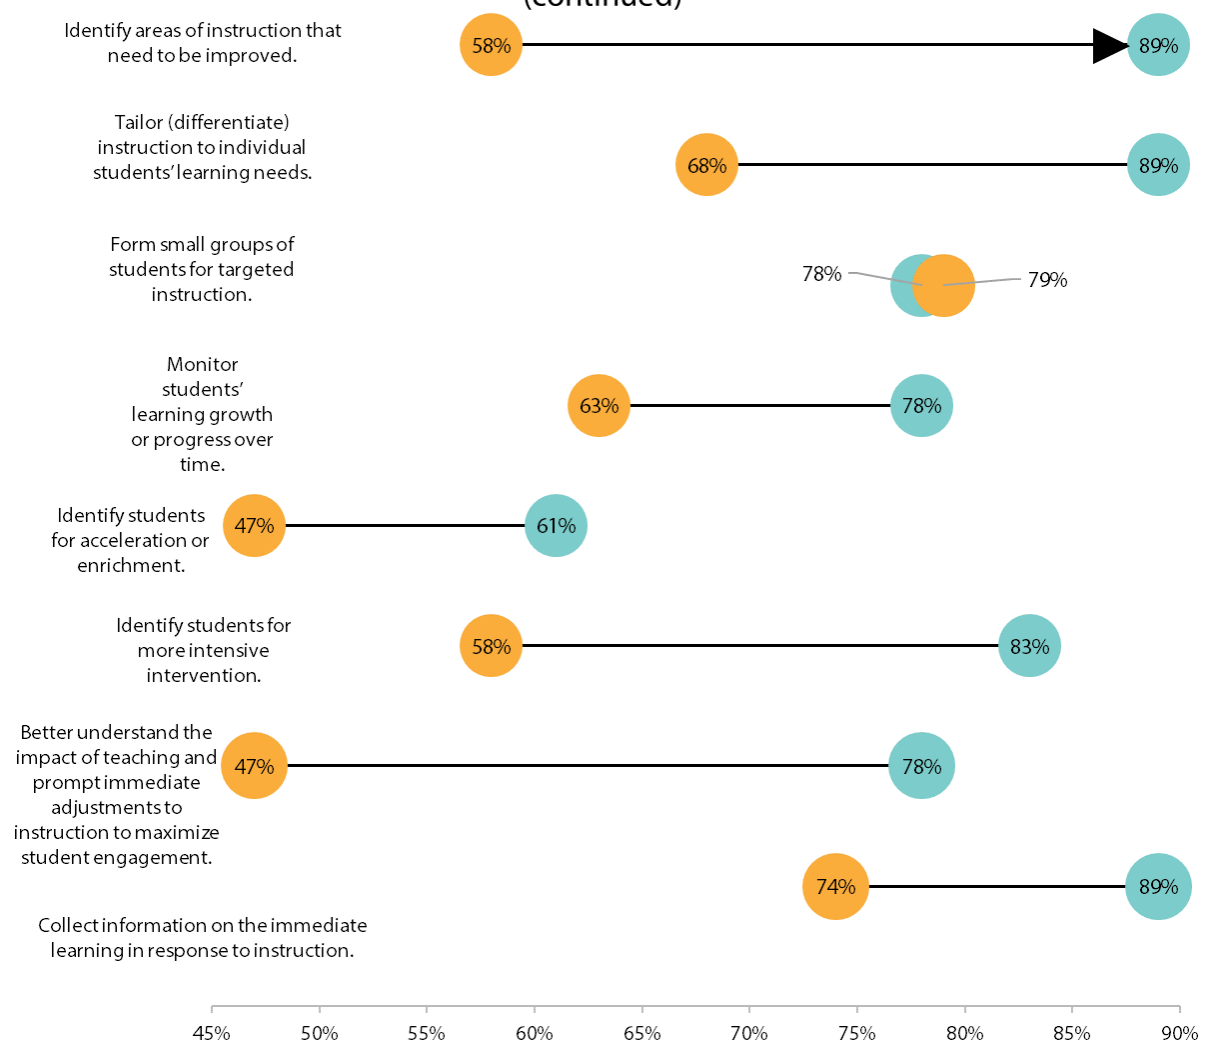 (continued)
Identify areas of instruction that
need to be improved.
58%
89%
Tailor (differentiate)
instruction to individual
students’ learning needs.
68%
89%
Form small groups of
students for targeted
instruction.
78%
79%
Monitor
students’
learning growth
or progress over
time.
63%
78%
Identify students
for acceleration or
enrichment.
47%
61%
Identify students for
more intensive
intervention.
58%
83%
Better understand the
impact of teaching and
prompt immediate
adjustments to
instruction to maximize
student engagement.
47%
78%
Collect information on the immediate
learning in response to instruction.
74%
89%
45% 50% 55% 60% 65% 70% 75% 80% 85% 90%